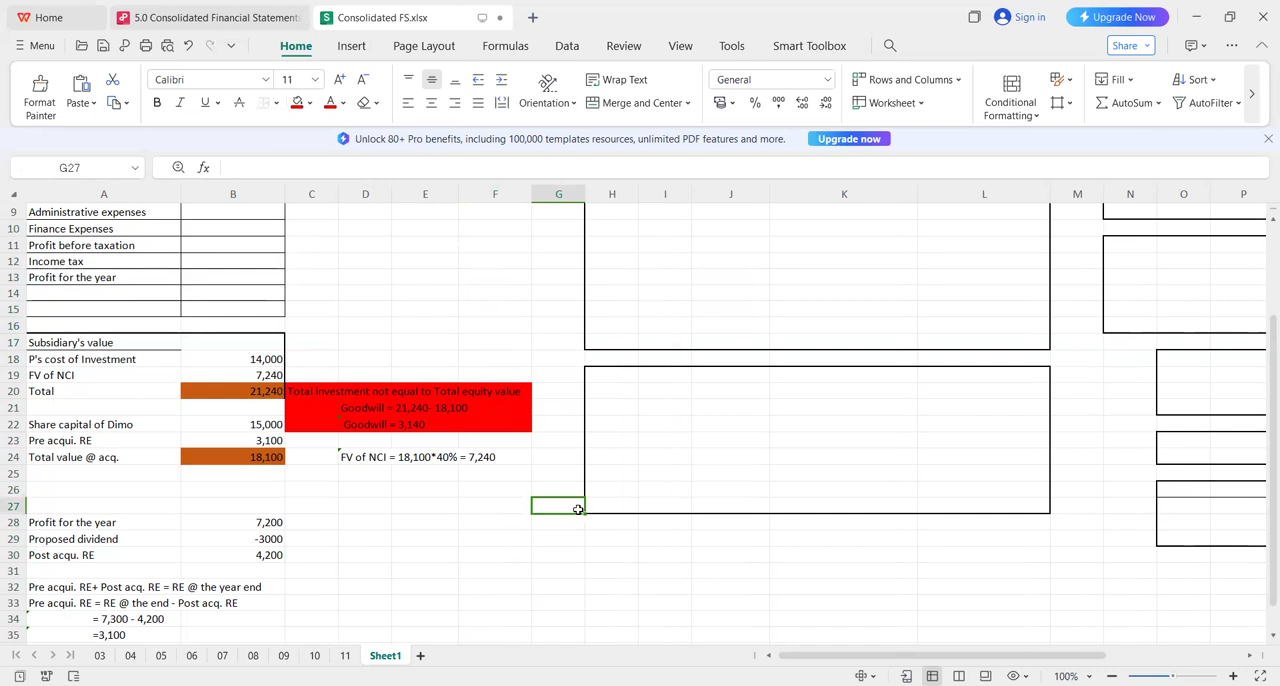 Home
5.0 Consolidated Financial Statements
Consolidated FS.xlsx
Sign in
Upgrade Now
Menu
Home
Insert
Page Layout
Formulas
Data
Review
View
Tools
Smart Toolbox
Share
Format Painter
Paste
Calibri
11
Orientation
Wrap Text
Merge and Center
General
Rows and Columns
Worksheet
Conditional Formatting
Fill
AutoSum
Sort
AutoFilter
Unlock 80+ Pro benefits, including 100,000 templates resources, unlimited PDF features and more.
Upgrade now
G27
fx
A B C D E F G H I J K L M N O P
9 Administrative expenses
10 Finance Expenses
11 Profit before taxation
12 Income tax
13 Profit for the year
14
15
16
17 Subsidiary's value
18 P's cost of Investment 14,000
19 FV of NCI 7,240
20 Total 21,240 Total investment not equal to Total equity value
21 Goodwill = 21,240- 18,100
22 Share capital of Dimo 15,000 Goodwill = 3,140
23 Pre acqui. RE 3,100
24 Total value @ acq. 18,100 FV of NCI = 18,100*40% = 7,240
25
26
27
28 Profit for the year 7,200
29 Proposed dividend -3000
30 Post acqu. RE 4,200
31
32 Pre acqui. RE+ Post acq. RE = RE @ the year end
33 Pre acqui. RE = RE @ the end - Post acq. RE
34 = 7,300 - 4,200
35 =3,100
03 04 05 06 07 08 09 10 11 Sheet1
100%